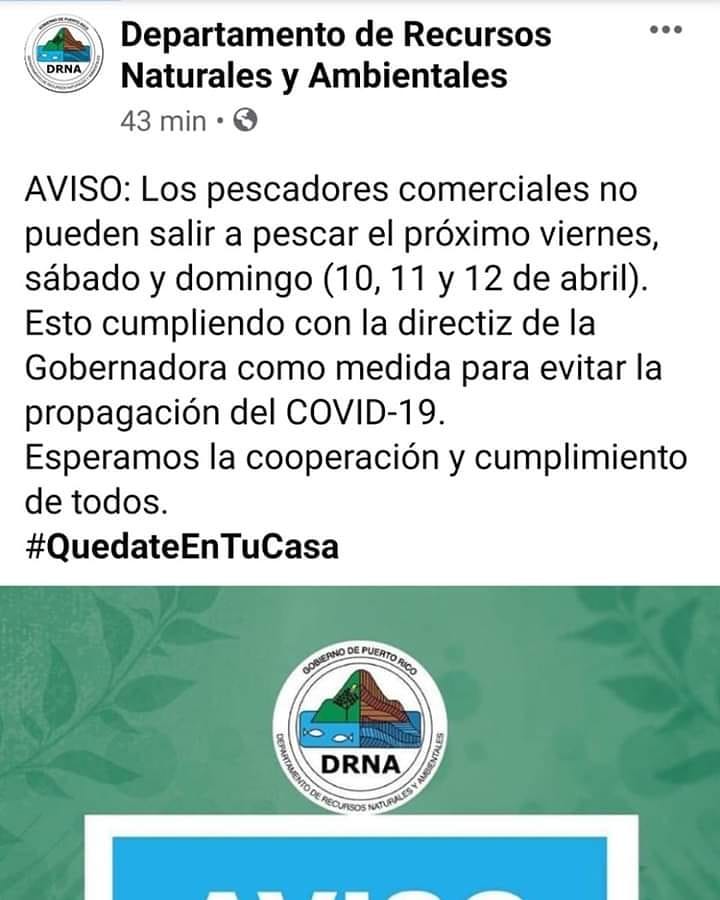 Departamento de Recursos
Naturales y Ambientales
43 min •
DRNA
AVISO: Los pescadores comerciales no
pueden salir a pescar el próximo viernes,
sábado y domingo (10, 11 y 12 de abril).
Esto cumpliendo con la directiz de la
Gobernadora como medida para evitar la
propagación del COVID-19.
Esperamos la cooperación y cumplimiento
de todos.
#QuedateEnTuCasa
GOBIERNO DE PUERTO RICO
DRNA
DEPARTAMENTO DE RECURSOS NATURALES Y AMBIENTALES
AVISO